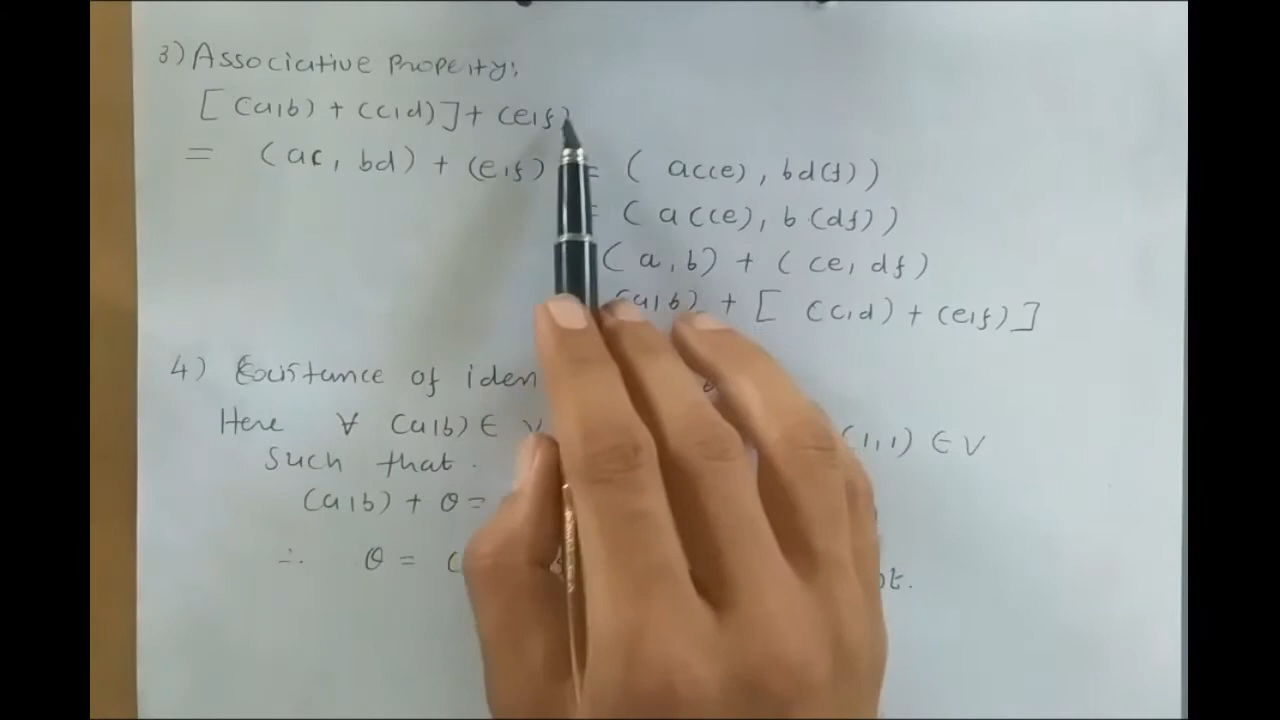 3) Associative Property:
[(a,b) + (c,d)] + (e,f)
= (ac, bd) + (e,f) = ( a(ce), bd(f))
= ( a(ce), b(df))
( a,b) + ( ce, df)
(a,b) + [ (c,d) + (e,f)]
4) Existance of iden
Here ∀ (a,b) ∈ V (1,1) ∈ V
Such that.
(a,b) + θ =
∴ θ = (